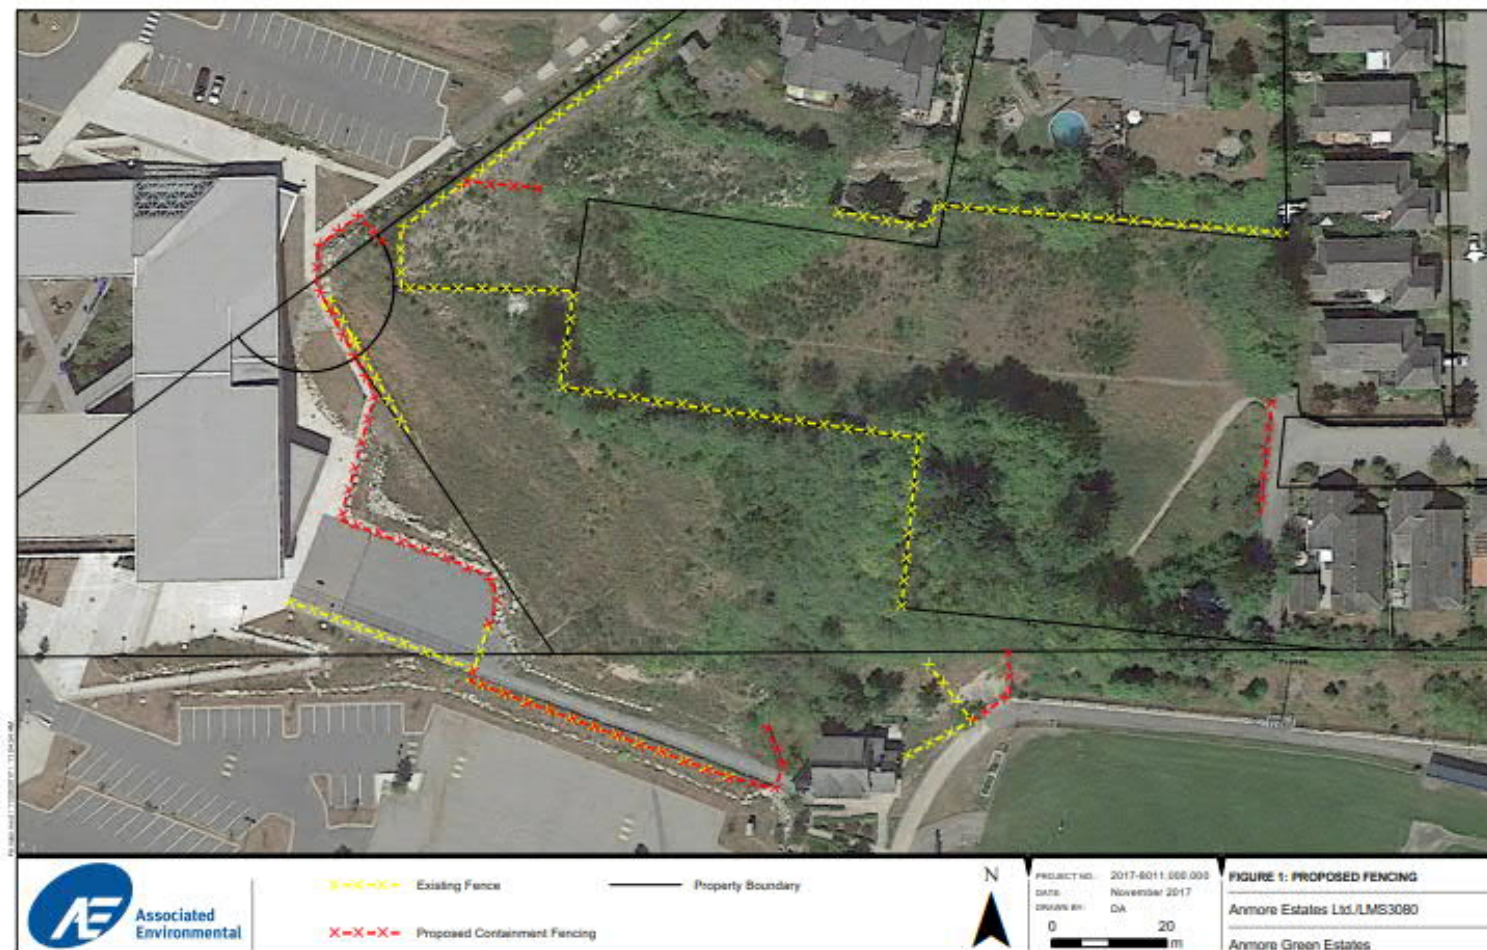 Associated
Environmental
Existing Fence
Property Boundary
Proposed Containment Fencing
N
PROJECT NO.: 2017-8011.000.000
DATE: November 2017
DRAWN BY: DA
0 20
m
FIGURE 1: PROPOSED FENCING
Anmore Estates Ltd./LMS3080
Anmore Green Estates